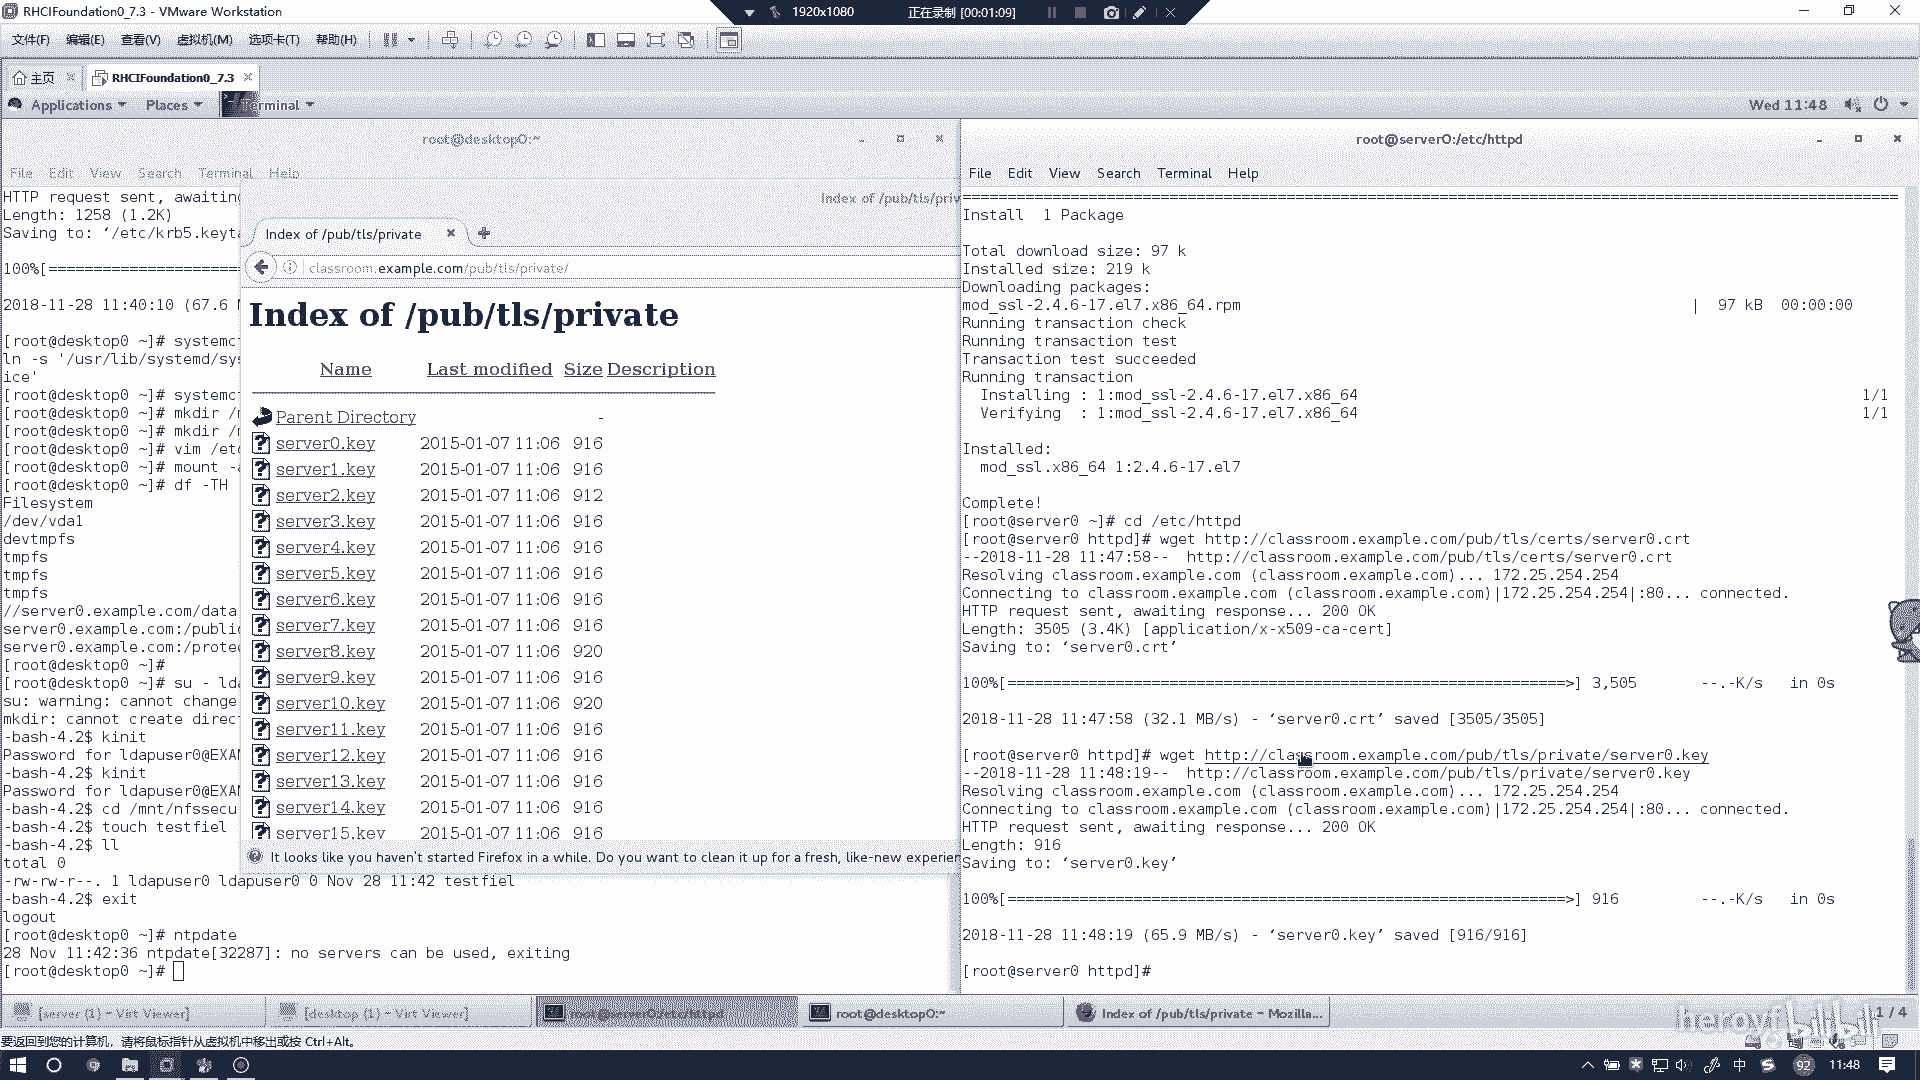 RHCIFoundation0_7.3 - VMware Workstation
1920x1080 正在录制 [00:01:09]
文件(F) 编辑(E) 查看(V) 虚拟机(M) 选项卡(T) 帮助(H)
主页 RHCIFoundation0_7.3
Applications Places Terminal Wed 11:48
root@desktop0:~
File Edit View Search Terminal Help
HTTP request sent, awaitin
Length: 1258 (1.2K)
Saving to: ‘/etc/krb5.keyta
100%[==========================
2018-11-28 11:40:10 (67.6 M
[root@desktop0 ~]# systemc
ln -s '/usr/lib/systemd/sys
ice'
[root@desktop0 ~]# systemc
[root@desktop0 ~]# mkdir /m
[root@desktop0 ~]# mkdir /m
[root@desktop0 ~]# vim /etc
[root@desktop0 ~]# mount -a
[root@desktop0 ~]# df -TH
Filesystem
/dev/vda1
devtmpfs
tmpfs
tmpfs
tmpfs
//server0.example.com/data
server0.example.com:/public
server0.example.com:/prote
[root@desktop0 ~]#
[root@desktop0 ~]# su - lda
su: warning: cannot change
mkdir: cannot create direct
-bash-4.2$ kinit
Password for ldapuser0@EXA
-bash-4.2$ kinit
Password for ldapuser0@EXA
-bash-4.2$ cd /mnt/nfssecu
-bash-4.2$ touch testfiel
-bash-4.2$ ll
total 0
-rw-rw-r--. 1 ldapuser0 ldapuser0 0 Nov 28 11:42 testfiel
-bash-4.2$ exit
logout
[root@desktop0 ~]# ntpdate
28 Nov 11:42:36 ntpdate[32287]: no servers can be used, exiting
[root@desktop0 ~]#
Index of /pub/tls/priv
Index of /pub/tls/private
classroom.example.com/pub/tls/private/
Index of /pub/tls/private
Name Last modified Size Description
Parent Directory -
server0.key 2015-01-07 11:06 916
server1.key 2015-01-07 11:06 916
server2.key 2015-01-07 11:06 912
server3.key 2015-01-07 11:06 916
server4.key 2015-01-07 11:06 916
server5.key 2015-01-07 11:06 916
server6.key 2015-01-07 11:06 916
server7.key 2015-01-07 11:06 916
server8.key 2015-01-07 11:06 920
server9.key 2015-01-07 11:06 916
server10.key 2015-01-07 11:06 920
server11.key 2015-01-07 11:06 916
server12.key 2015-01-07 11:06 916
server13.key 2015-01-07 11:06 916
server14.key 2015-01-07 11:06 916
server15.key 2015-01-07 11:06 916
It looks like you haven't started Firefox in a while. Do you want to clean it up for a fresh, like-new experien
root@server0:/etc/httpd
File Edit View Search Terminal Help
================================================================================
Install 1 Package
Total download size: 97 k
Installed size: 219 k
Downloading packages:
mod_ssl-2.4.6-17.el7.x86_64.rpm | 97 kB 00:00:00
Running transaction check
Running transaction test
Transaction test succeeded
Running transaction
Installing : 1:mod_ssl-2.4.6-17.el7.x86_64 1/1
Verifying : 1:mod_ssl-2.4.6-17.el7.x86_64 1/1
Installed:
mod_ssl.x86_64 1:2.4.6-17.el7
Complete!
[root@server0 ~]# cd /etc/httpd
[root@server0 httpd]# wget http://classroom.example.com/pub/tls/certs/server0.crt
--2018-11-28 11:47:58-- http://classroom.example.com/pub/tls/certs/server0.crt
Resolving classroom.example.com (classroom.example.com)... 172.25.254.254
Connecting to classroom.example.com (classroom.example.com)|172.25.254.254|:80... connected.
HTTP request sent, awaiting response... 200 OK
Length: 3505 (3.4K) [application/x-x509-ca-cert]
Saving to: ‘server0.crt’
100%[==============================================================>] 3,505 --.-K/s in 0s
2018-11-28 11:47:58 (32.1 MB/s) - ‘server0.crt’ saved [3505/3505]
[root@server0 httpd]# wget http://classroom.example.com/pub/tls/private/server0.key
--2018-11-28 11:48:19-- http://classroom.example.com/pub/tls/private/server0.key
Resolving classroom.example.com (classroom.example.com)... 172.25.254.254
Connecting to classroom.example.com (classroom.example.com)|172.25.254.254|:80... connected.
HTTP request sent, awaiting response... 200 OK
Length: 916
Saving to: ‘server0.key’
100%[==============================================================>] 916 --.-K/s in 0s
2018-11-28 11:48:19 (65.9 MB/s) - ‘server0.key’ saved [916/916]
[root@server0 httpd]#
[server (1) - Virt Viewer] [desktop (1) - Virt Viewer] root@server0:/etc/httpd root@desktop0:~ Index of /pub/tls/private - Mozilla... 1 / 4
bilibili
要返回到您的计算机，请将鼠标指针从虚拟机中移出或按 Ctrl+Alt。
中 92 11:48